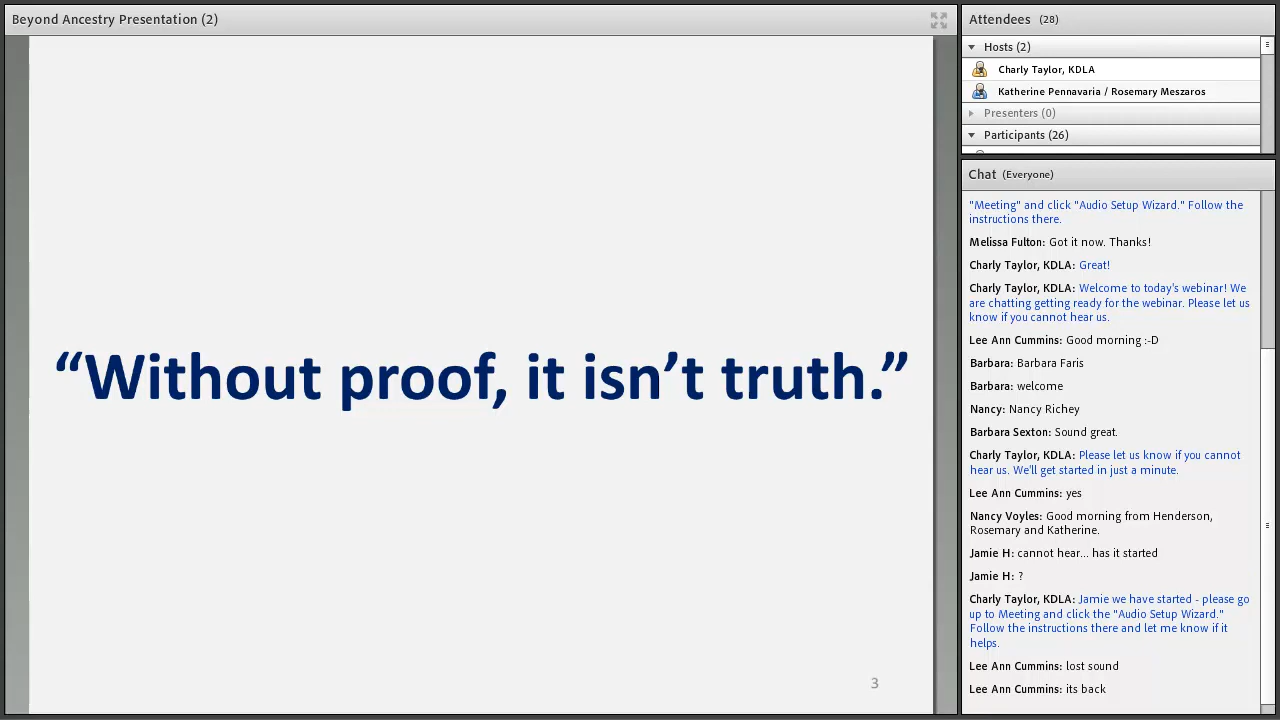 Beyond Ancestry Presentation (2)
“Without proof, it isn’t truth.”
3
Attendees (28)
Hosts (2)
Charly Taylor, KDLA
Katherine Pennavaria / Rosemary Meszaros
Presenters (0)
Participants (26)
Chat (Everyone)
"Meeting" and click "Audio Setup Wizard." Follow the
instructions there.
Melissa Fulton: Got it now. Thanks!
Charly Taylor, KDLA: Great!
Charly Taylor, KDLA: Welcome to today's webinar! We
are chatting getting ready for the webinar. Please let us
know if you cannot hear us.
Lee Ann Cummins: Good morning :-D
Barbara: Barbara Faris
Barbara: welcome
Nancy: Nancy Richey
Barbara Sexton: Sound great.
Charly Taylor, KDLA: Please let us know if you cannot
hear us. We'll get started in just a minute.
Lee Ann Cummins: yes
Nancy Voyles: Good morning from Henderson,
Rosemary and Katherine.
Jamie H: cannot hear... has it started
Jamie H: ?
Charly Taylor, KDLA: Jamie we have started - please go
up to Meeting and click the "Audio Setup Wizard."
Follow the instructions there and let me know if it
helps.
Lee Ann Cummins: lost sound
Lee Ann Cummins: its back